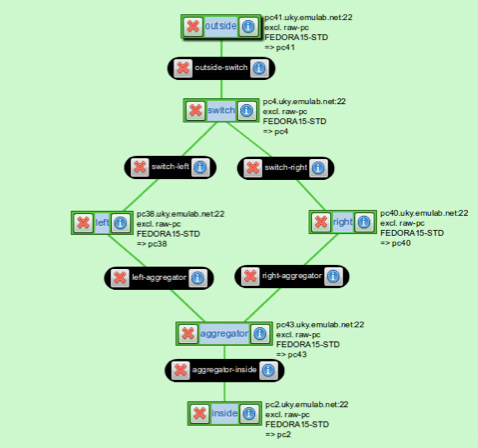 outside
pc41.uky.emulab.net:22
excl. raw-pc
FEDORA15-STD
=> pc41
outside-switch
switch
pc4.uky.emulab.net:22
excl. raw-pc
FEDORA15-STD
=> pc4
switch-left
switch-right
left
pc38.uky.emulab.net:22
excl. raw-pc
FEDORA15-STD
=> pc38
right
pc40.uky.emulab.net:22
excl. raw-pc
FEDORA15-STD
=> pc40
left-aggregator
right-aggregator
aggregator
pc43.uky.emulab.net:22
excl. raw-pc
FEDORA15-STD
=> pc43
aggregator-inside
inside
pc2.uky.emulab.net:22
excl. raw-pc
FEDORA15-STD
=> pc2